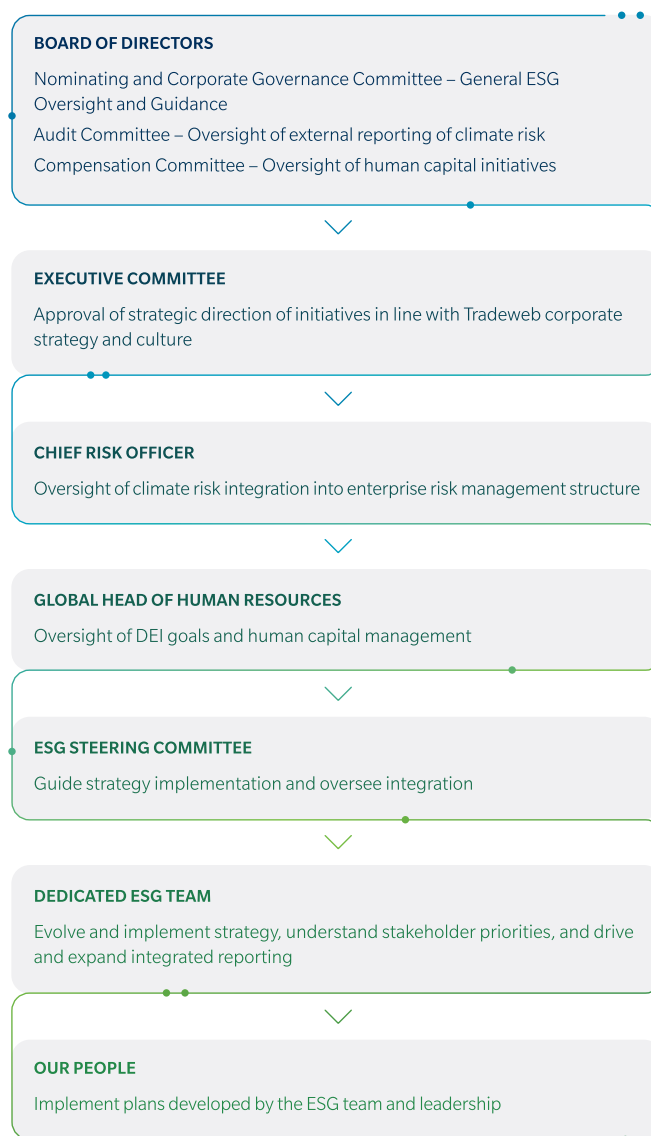 BOARD OF DIRECTORS
Nominating and Corporate Governance Committee – General ESG
Oversight and Guidance
Audit Committee – Oversight of external reporting of climate risk
Compensation Committee – Oversight of human capital initiatives
EXECUTIVE COMMITTEE
Approval of strategic direction of initiatives in line with Tradeweb corporate
strategy and culture
CHIEF RISK OFFICER
Oversight of climate risk integration into enterprise risk management structure
GLOBAL HEAD OF HUMAN RESOURCES
Oversight of DEI goals and human capital management
ESG STEERING COMMITTEE
Guide strategy implementation and oversee integration
DEDICATED ESG TEAM
Evolve and implement strategy, understand stakeholder priorities, and drive
and expand integrated reporting
OUR PEOPLE
Implement plans developed by the ESG team and leadership